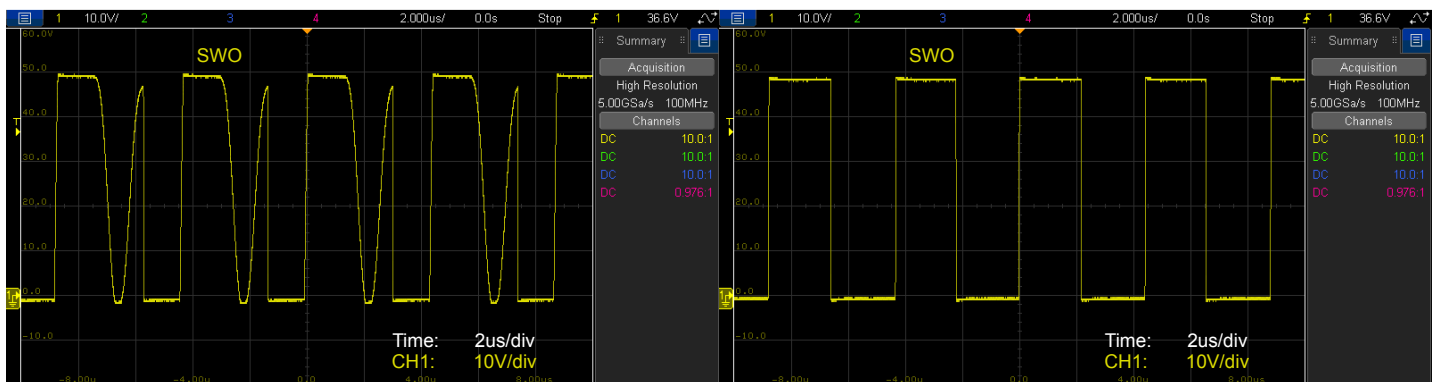 1 10.0V/ 2 3 4 2.000us/ 0.0s Stop 1 36.6V
60.0V
SWO
50.0
40.0
30.0
20.0
10.0
0.0
-10.0
Time: 2us/div
CH1: 10V/div
-8.00u -4.00u 0.0 4.00u 8.00us
T
1
Summary
Acquisition
High Resolution
5.00GSa/s 100MHz
Channels
DC 10.0:1
DC 10.0:1
DC 10.0:1
DC 0.976:1
1 10.0V/ 2 3 4 2.000us/ 0.0s Stop 1 36.6V
60.0V
SWO
50.0
40.0
30.0
20.0
10.0
0.0
-10.0
Time: 2us/div
CH1: 10V/div
-8.00u -4.00u 0.0 4.00u 8.00us
T
1
Summary
Acquisition
High Resolution
5.00GSa/s 100MHz
Channels
DC 10.0:1
DC 10.0:1
DC 10.0:1
DC 0.976:1